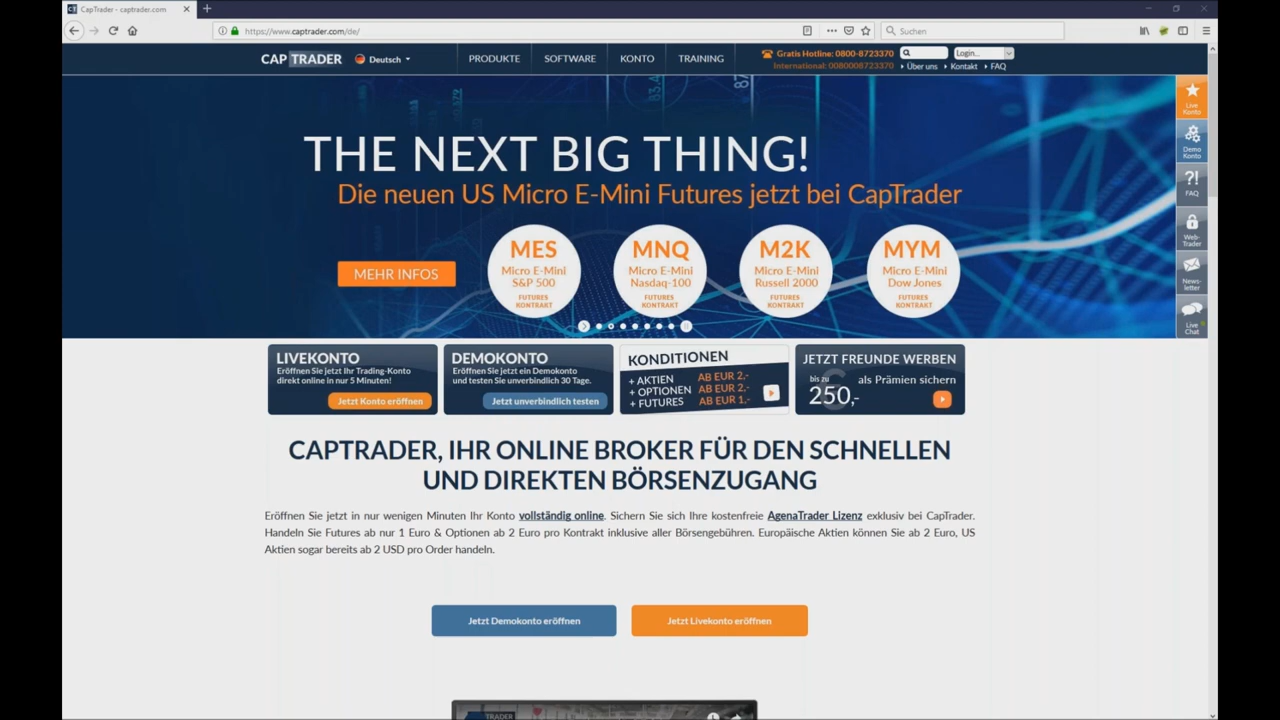 CapTrader - captrader.com
https://www.captrader.com/de/
Suchen
CAP TRADER
Deutsch
PRODUKTE
SOFTWARE
KONTO
TRAINING
Gratis Hotline: 0800-8723370
International: 0080008723370
Login...
Über uns
Kontakt
FAQ
THE NEXT BIG THING!
Die neuen US Micro E-Mini Futures jetzt bei CapTrader
MEHR INFOS
MES
Micro E-Mini
S&P 500
FUTURES
KONTRAKT
MNQ
Micro E-Mini
Nasdaq-100
FUTURES
KONTRAKT
M2K
Micro E-Mini
Russell 2000
FUTURES
KONTRAKT
MYM
Micro E-Mini
Dow Jones
FUTURES
KONTRAKT
Live
Konto
Demo
Konto
?!
FAQ
Web-
Trader
News-
letter
Live
Chat
LIVEKONTO
Eröffnen Sie jetzt Ihr Trading-Konto
direkt online in nur 5 Minuten!
Jetzt Konto eröffnen
DEMOKONTO
Eröffnen Sie jetzt ein Demokonto
und testen Sie unverbindlich 30 Tage.
Jetzt unverbindlich testen
KONDITIONEN
+ AKTIEN AB EUR 2,-
+ OPTIONEN AB EUR 2,-
+ FUTURES AB EUR 1,-
JETZT FREUNDE WERBEN
bis zu
250,-
als Prämien sichern
CAPTRADER, IHR ONLINE BROKER FÜR DEN SCHNELLEN
UND DIREKTEN BÖRSENZUGANG
Eröffnen Sie jetzt in nur wenigen Minuten Ihr Konto vollständig online. Sichern Sie sich Ihre kostenfreie AgenaTrader Lizenz exklusiv bei CapTrader.
Handeln Sie Futures ab nur 1 Euro & Optionen ab 2 Euro pro Kontrakt inklusive aller Börsengebühren. Europäische Aktien können Sie ab 2 Euro, US
Aktien sogar bereits ab 2 USD pro Order handeln.
Jetzt Demokonto eröffnen
Jetzt Livekonto eröffnen
TRADER